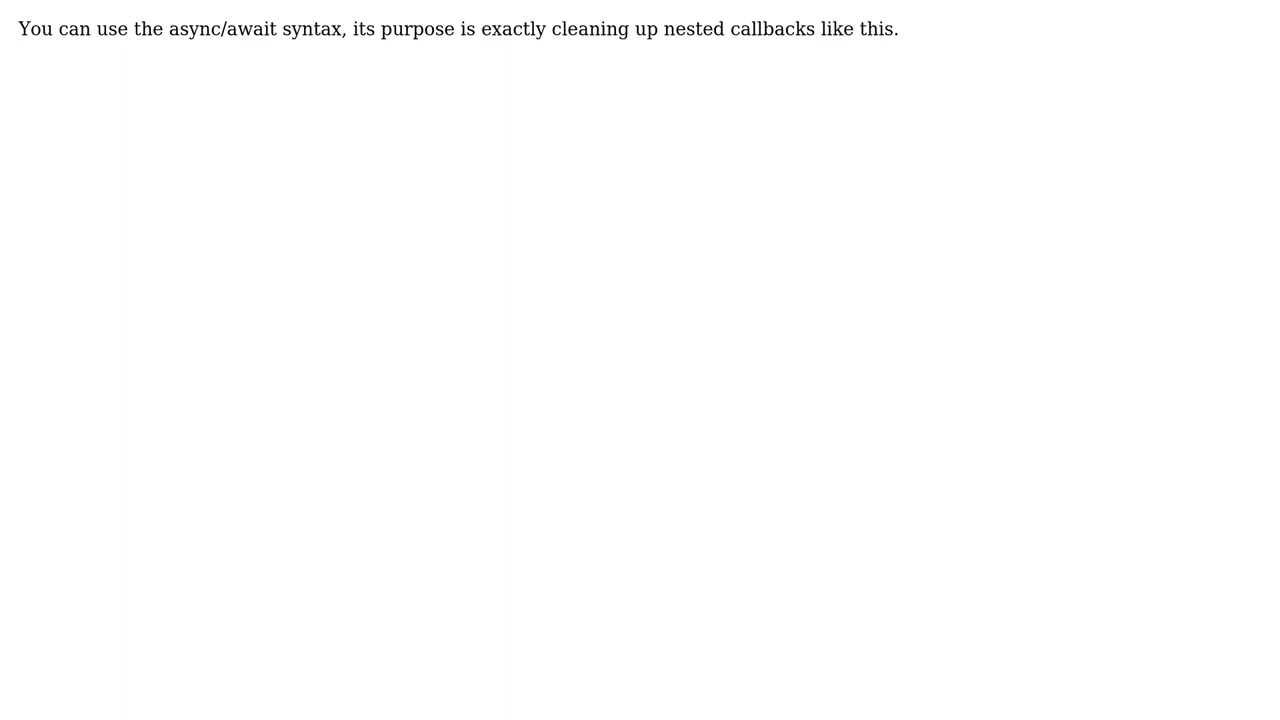 You can use the async/await syntax, its purpose is exactly cleaning up nested callbacks like this.